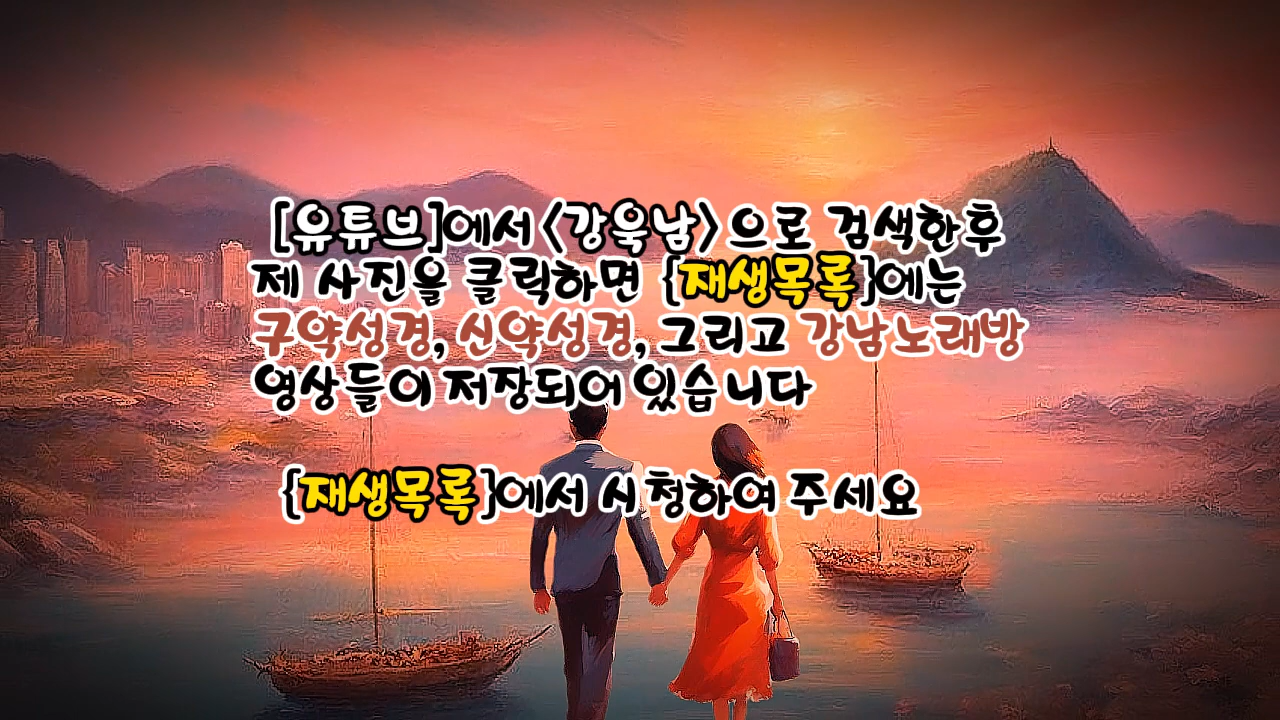 [유튜브]에서 <강욱남> 으로 검색한후
제 사진을 클릭하면 {재생목록}에는
구약성경, 신약성경, 그리고 강남노래방
영상들이 저장되어 있습니다
{재생목록}에서 시청하여 주세요